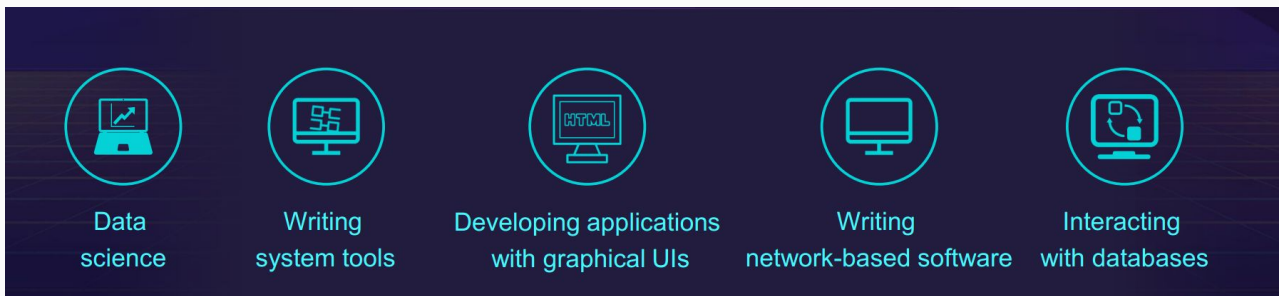 HTML
Data
science
Writing
system tools
Developing applications
with graphical UIs
Writing
network-based software
Interacting
with databases